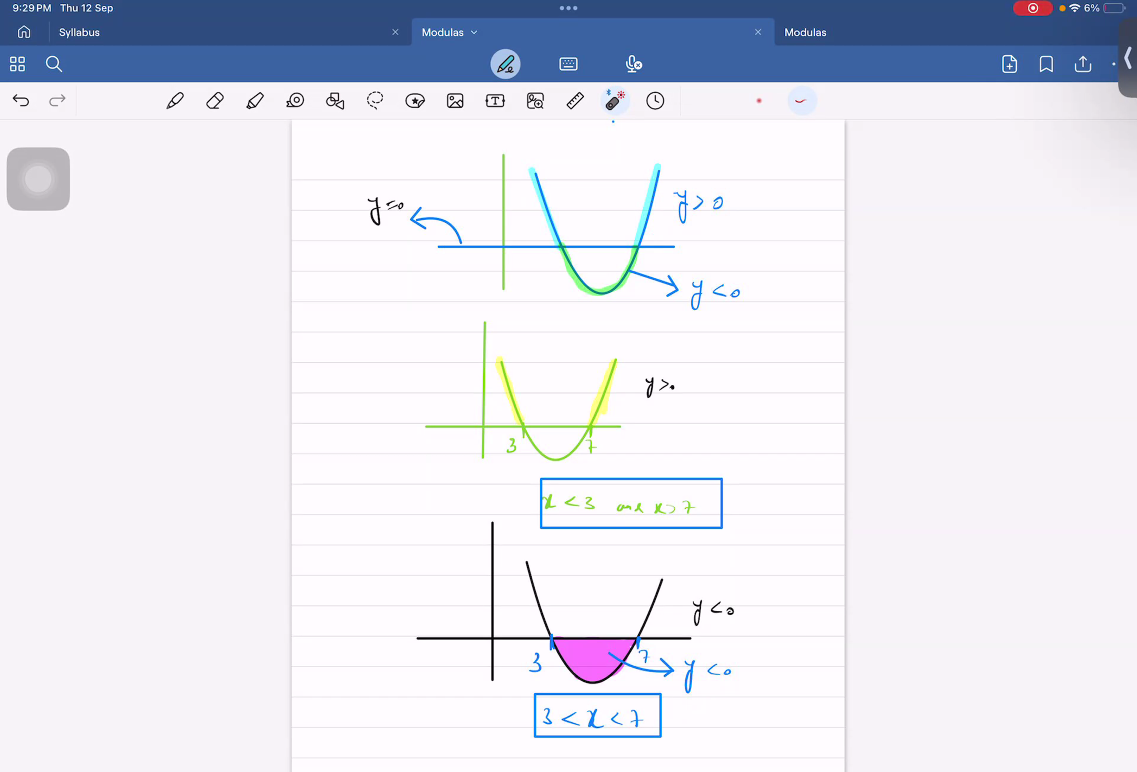 9:29 PM Thu 12 Sep
6%
Syllabus
Modulas
Modulas
y=0
y > 0
y < 0
y >
3
7
x < 3 and x > 7
y < 0
3
7
y < 0
3 < x < 7